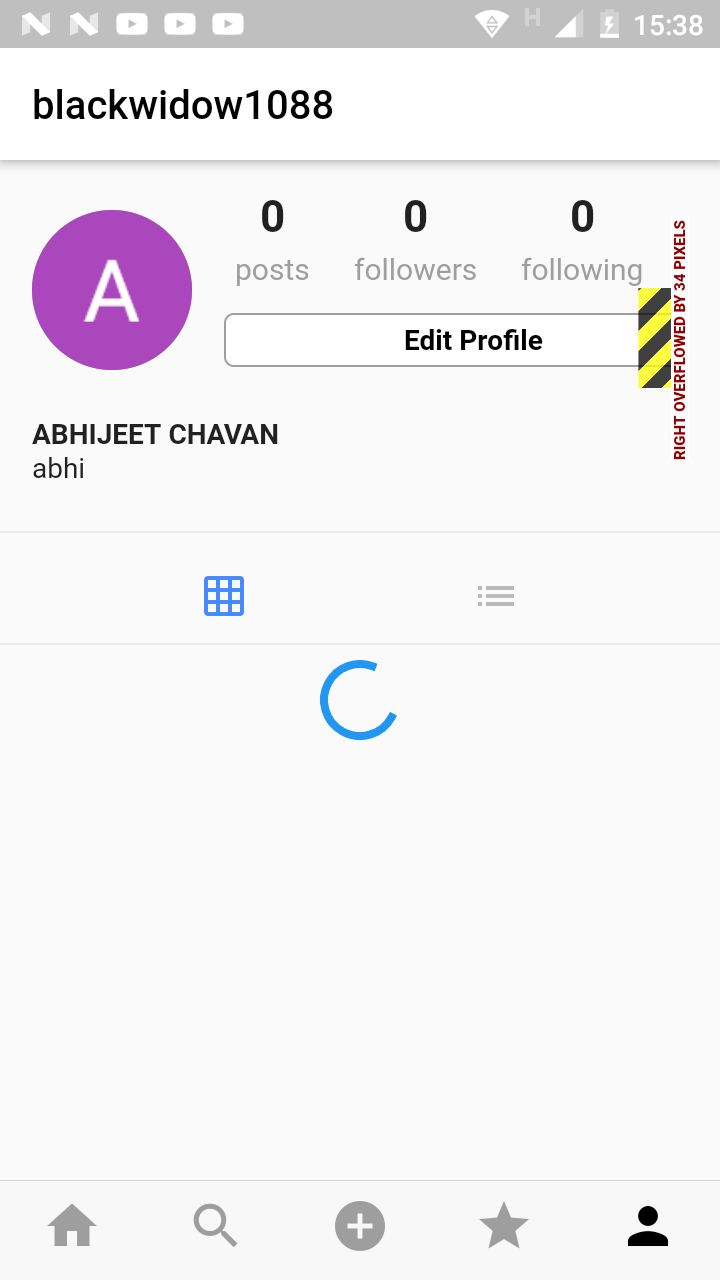 H 15:38
blackwidow1088
A
0 0 0
posts followers following
Edit Profile
RIGHT OVERFLOWED BY 34 PIXELS
ABHIJEET CHAVAN
abhi